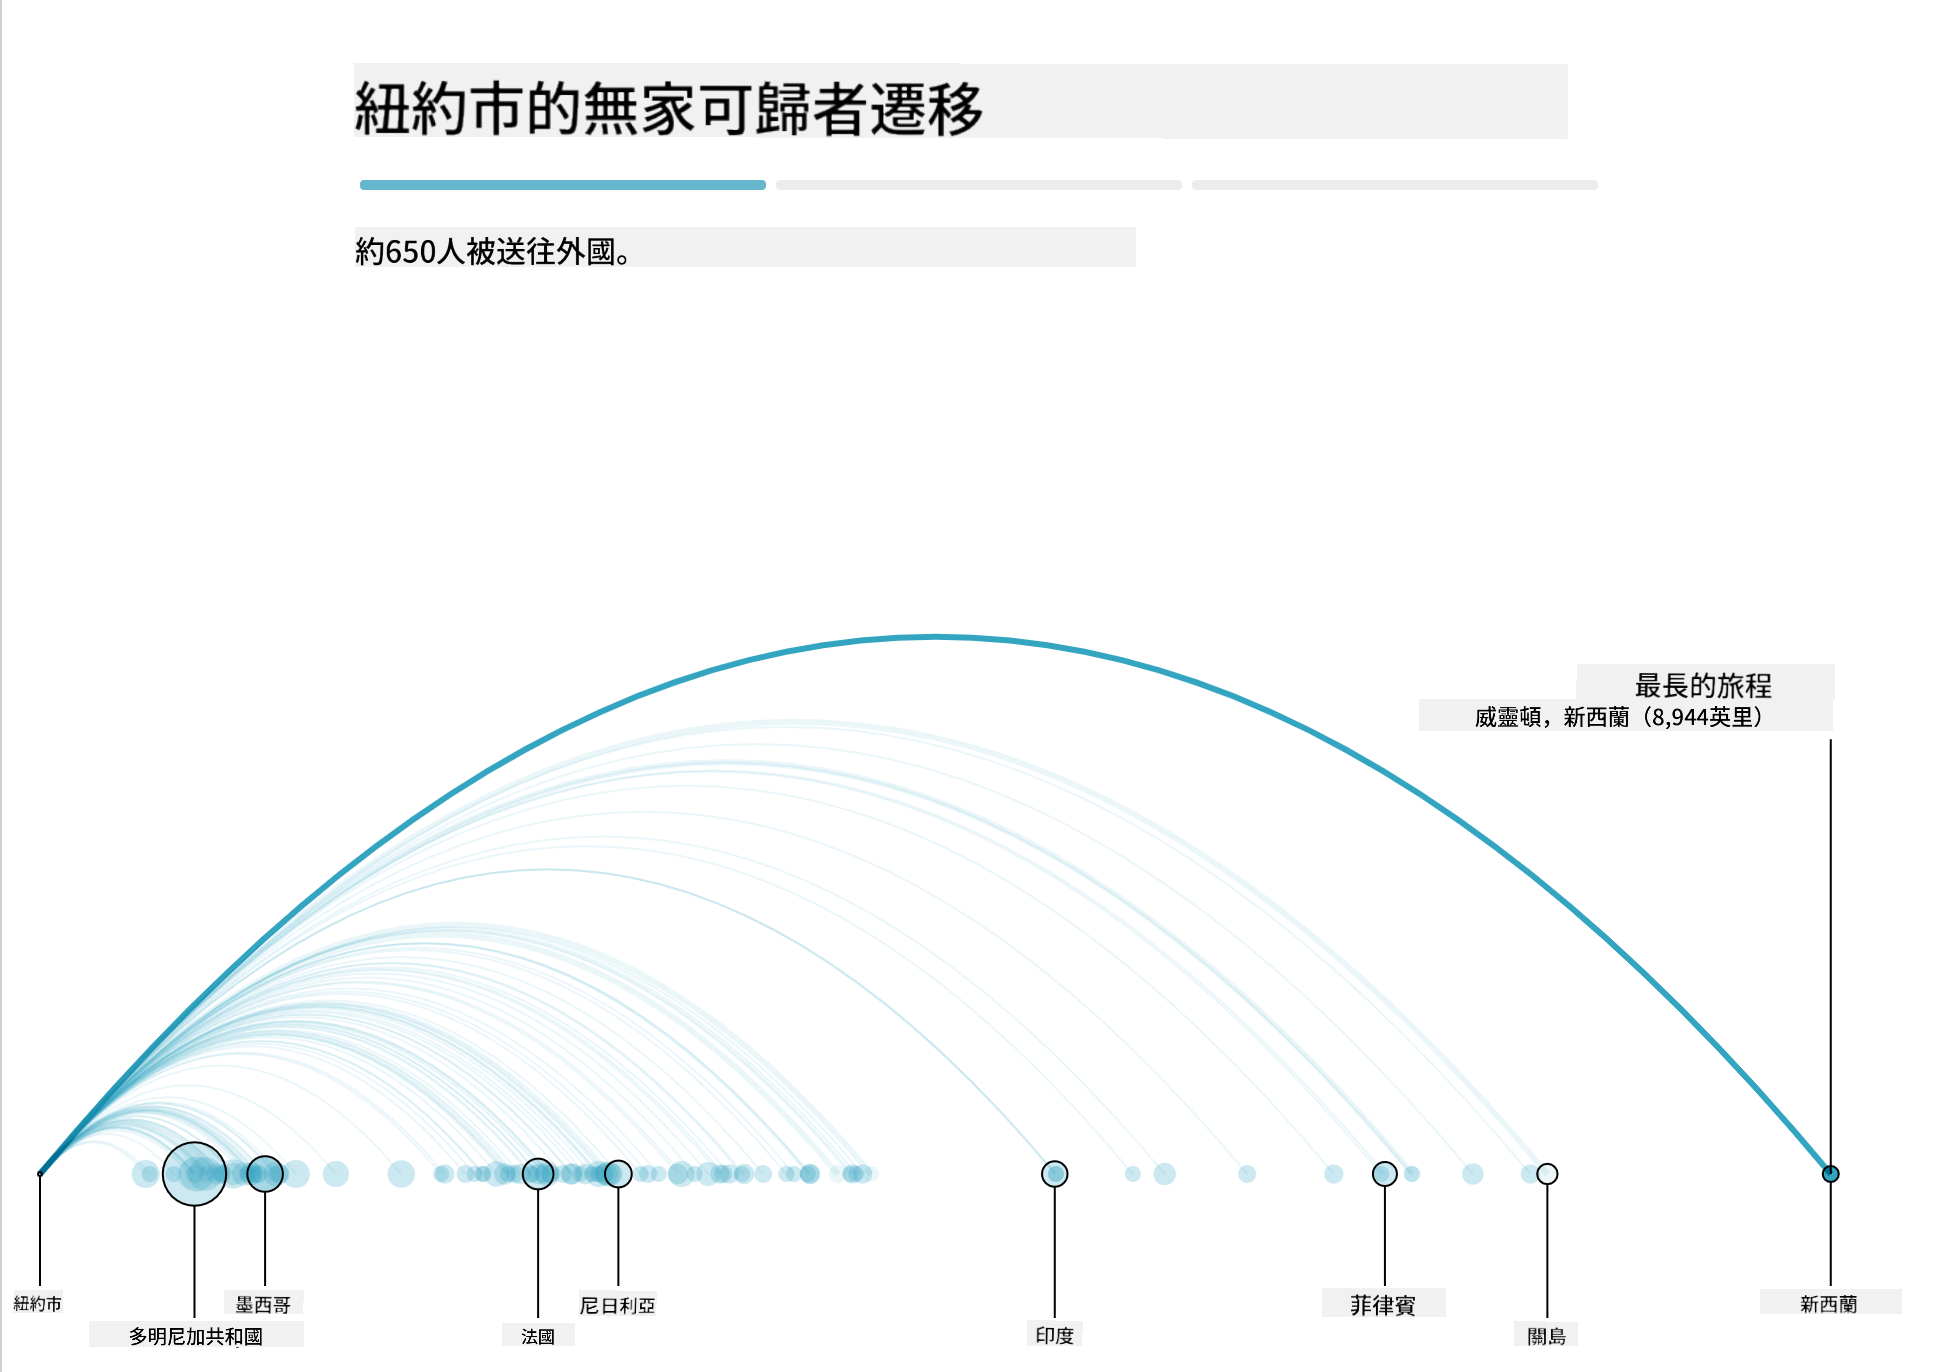 紐約市的無家可歸者遷移
約650人被送往外國。
最長的旅程
威靈頓，新西蘭（8,944英里）
紐約市
墨西哥
尼日利亞
菲律賓
新西蘭
多明尼加共和國
法國
印度
關島